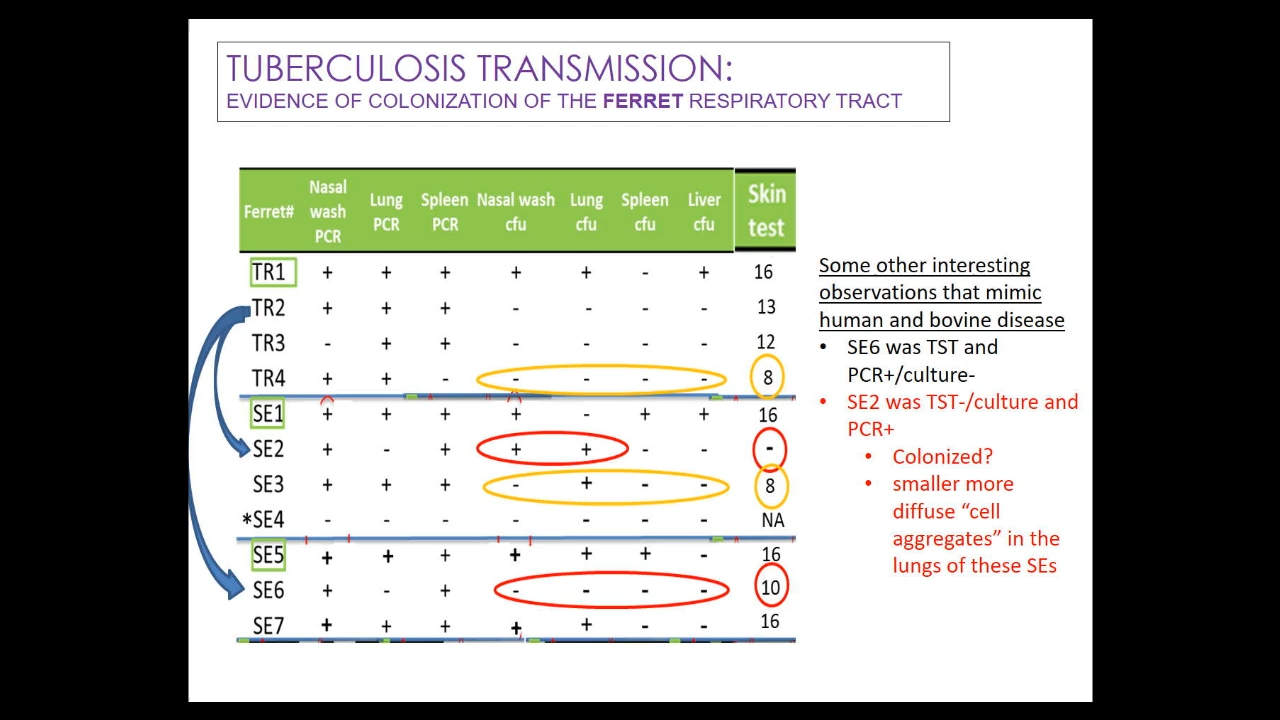 TUBERCULOSIS TRANSMISSION:
EVIDENCE OF COLONIZATION OF THE FERRET RESPIRATORY TRACT
Ferret# Nasal wash PCR Lung PCR Spleen PCR Nasal wash cfu Lung cfu Spleen cfu Liver cfu Skin test
TR1 + + + + + - + 16
TR2 + + + - - - - 13
TR3 - + + - - - - 12
TR4 + + - - - - - 8
SE1 + + + + - + + 16
SE2 + - + + + - - -
SE3 + + + - + - - 8
*SE4 - - - - - - - NA
SE5 + + + + + + - 16
SE6 + - + - - - - 10
SE7 + + + + + - - 16
Some other interesting
observations that mimic
human and bovine disease
• SE6 was TST and
PCR+/culture-
• SE2 was TST-/culture and
PCR+
• Colonized?
• smaller more
diffuse “cell
aggregates” in the
lungs of these SEs